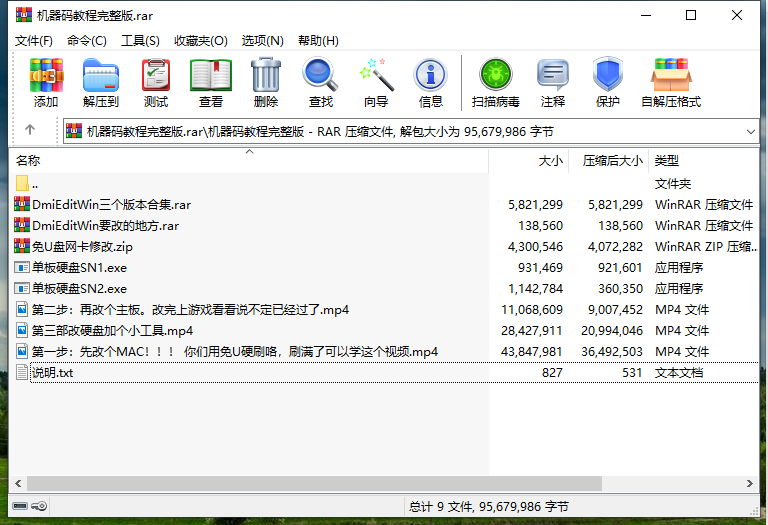 机器码教程完整版.rar
文件(F) 命令(C) 工具(S) 收藏夹(O) 选项(N) 帮助(H)
添加 解压到 测试 查看 删除 查找 向导 信息 扫描病毒 注释 保护 自解压格式
机器码教程完整版.rar\机器码教程完整版 - RAR 压缩文件, 解包大小为 95,679,986 字节
名称 大小 压缩后大小 类型
.. 文件夹
DmiEditWin三个版本合集.rar 5,821,299 5,821,299 WinRAR 压缩文件
DmiEditWin要改的地方.rar 138,560 138,560 WinRAR 压缩文件
免U盘网卡修改.zip 4,300,546 4,072,282 WinRAR ZIP 压缩...
单板硬盘SN1.exe 931,469 921,601 应用程序
单板硬盘SN2.exe 1,142,784 360,350 应用程序
第二步：再改个主板。改完上游戏看看说不定已经过了.mp4 11,068,609 9,007,452 MP4 文件
第三部改硬盘加个小工具.mp4 28,427,911 20,994,046 MP4 文件
第一步：先改个MAC！！！ 你们用免U硬刷咯，刷满了可以学这个视频.mp4 43,847,981 36,492,503 MP4 文件
说明.txt 827 531 文本文档
总计 9 文件, 95,679,986 字节